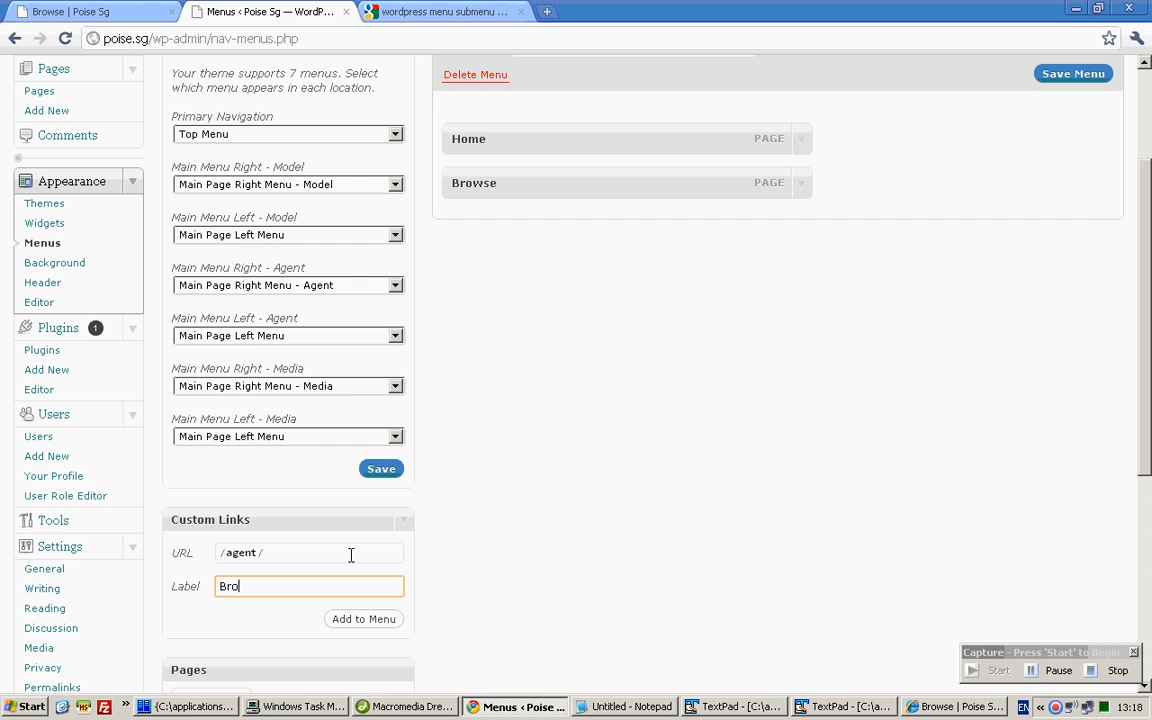 Browse | Poise Sg
Menus ‹ Poise Sg — WordP...
wordpress menu submenu ...
poise.sg/wp-admin/nav-menus.php
Pages
Pages
Add New
Comments
Appearance
Themes
Widgets
Menus
Background
Header
Editor
Plugins 1
Plugins
Add New
Editor
Users
Users
Add New
Your Profile
User Role Editor
Tools
Settings
General
Writing
Reading
Discussion
Media
Privacy
Permalinks
Your theme supports 7 menus. Select
which menu appears in each location.
Primary Navigation
Top Menu
Main Menu Right - Model
Main Page Right Menu - Model
Main Menu Left - Model
Main Page Left Menu
Main Menu Right - Agent
Main Page Right Menu - Agent
Main Menu Left - Agent
Main Page Left Menu
Main Menu Right - Media
Main Page Right Menu - Media
Main Menu Left - Media
Main Page Left Menu
Save
Custom Links
URL /agent/
Label Bro
Add to Menu
Pages
Delete Menu
Save Menu
Home PAGE
Browse PAGE
Capture - Press 'Start' to Begin
Start Pause Stop
Start
{C:\applications...
Windows Task M...
Macromedia Dre...
Menus ‹ Poise ...
Untitled - Notepad
TextPad - [C:\a...
TextPad - [C:\a...
Browse | Poise S...
EN
13:18